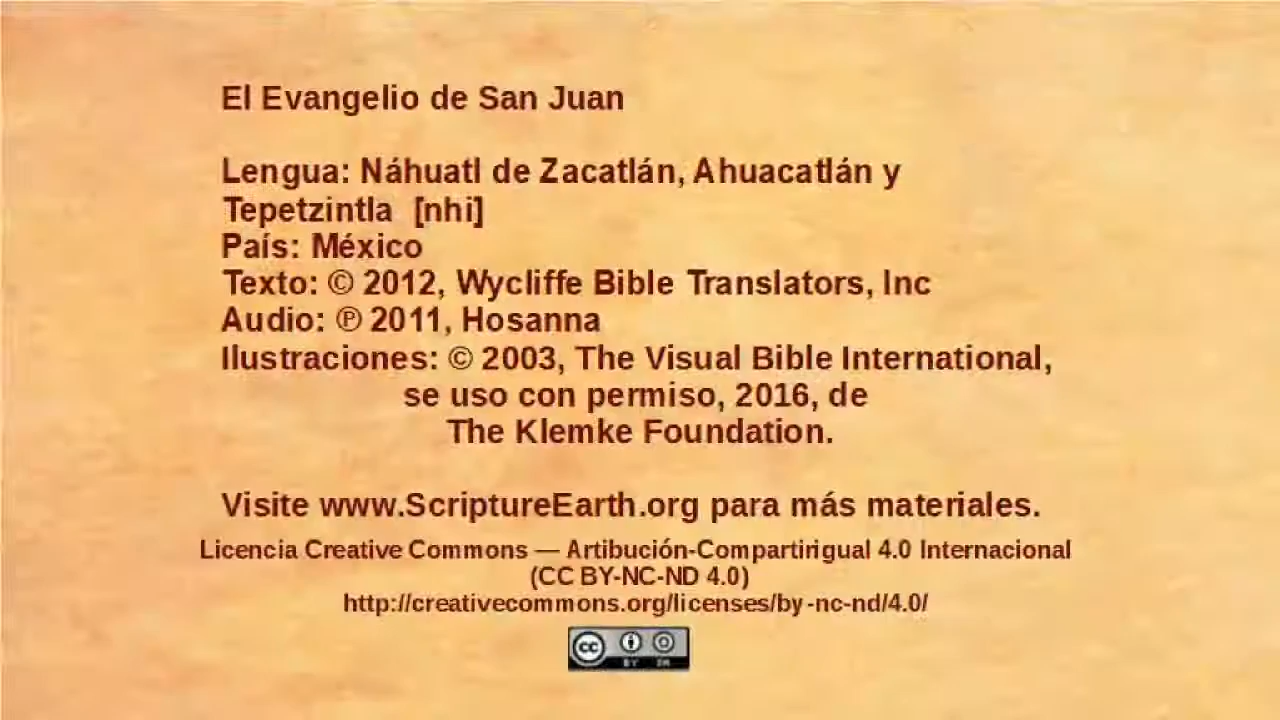 El Evangelio de San Juan
Lengua: Náhuatl de Zacatlán, Ahuacatlán y
Tepetzintla [nhi]
País: México
Texto: © 2012, Wycliffe Bible Translators, Inc
Audio: ℗ 2011, Hosanna
Ilustraciones: © 2003, The Visual Bible International,
se uso con permiso, 2016, de
The Klemke Foundation.
Visite www.ScriptureEarth.org para más materiales.
Licencia Creative Commons — Artibución-Compartirigual 4.0 Internacional
(CC BY-NC-ND 4.0)
http://creativecommons.org/licenses/by-nc-nd/4.0/
cc
BY SA